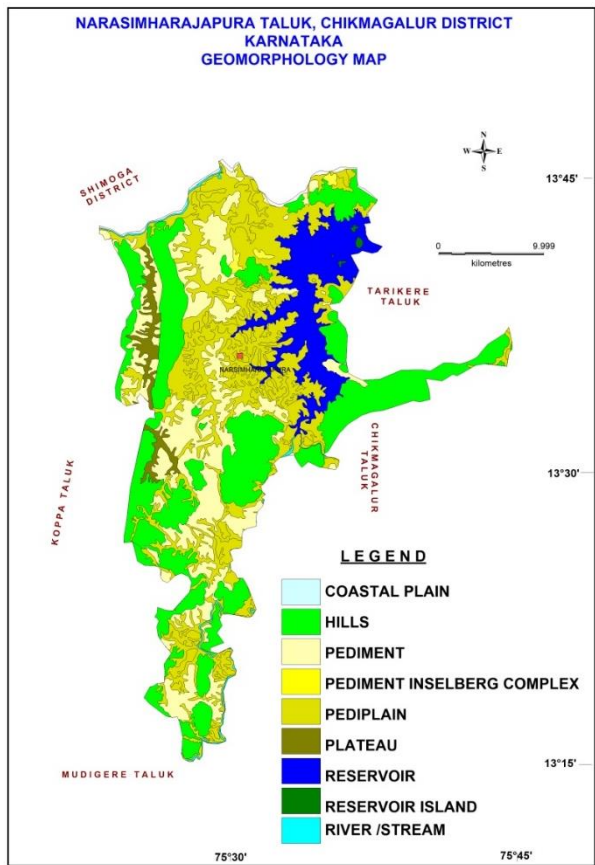 NARASIMHARAJAPURA TALUK, CHIKMAGALUR DISTRICT
KARNATAKA
GEOMORPHOLOGY MAP
N
W E
S
13°45'
SHIMOGA
DISTRICT
0 9.999
kilometres
TARIKERE
TALUK
NARSIMHARAJAPURA
CHIKMAGALUR
TALUK
13°30'
KOPPA TALUK
LEGEND
COASTAL PLAIN
HILLS
PEDIMENT
PEDIMENT INSELBERG COMPLEX
PEDIPLAIN
PLATEAU
RESERVOIR
RESERVOIR ISLAND
RIVER /STREAM
MUDIGERE TALUK
13°15'
75°30'
75°45'